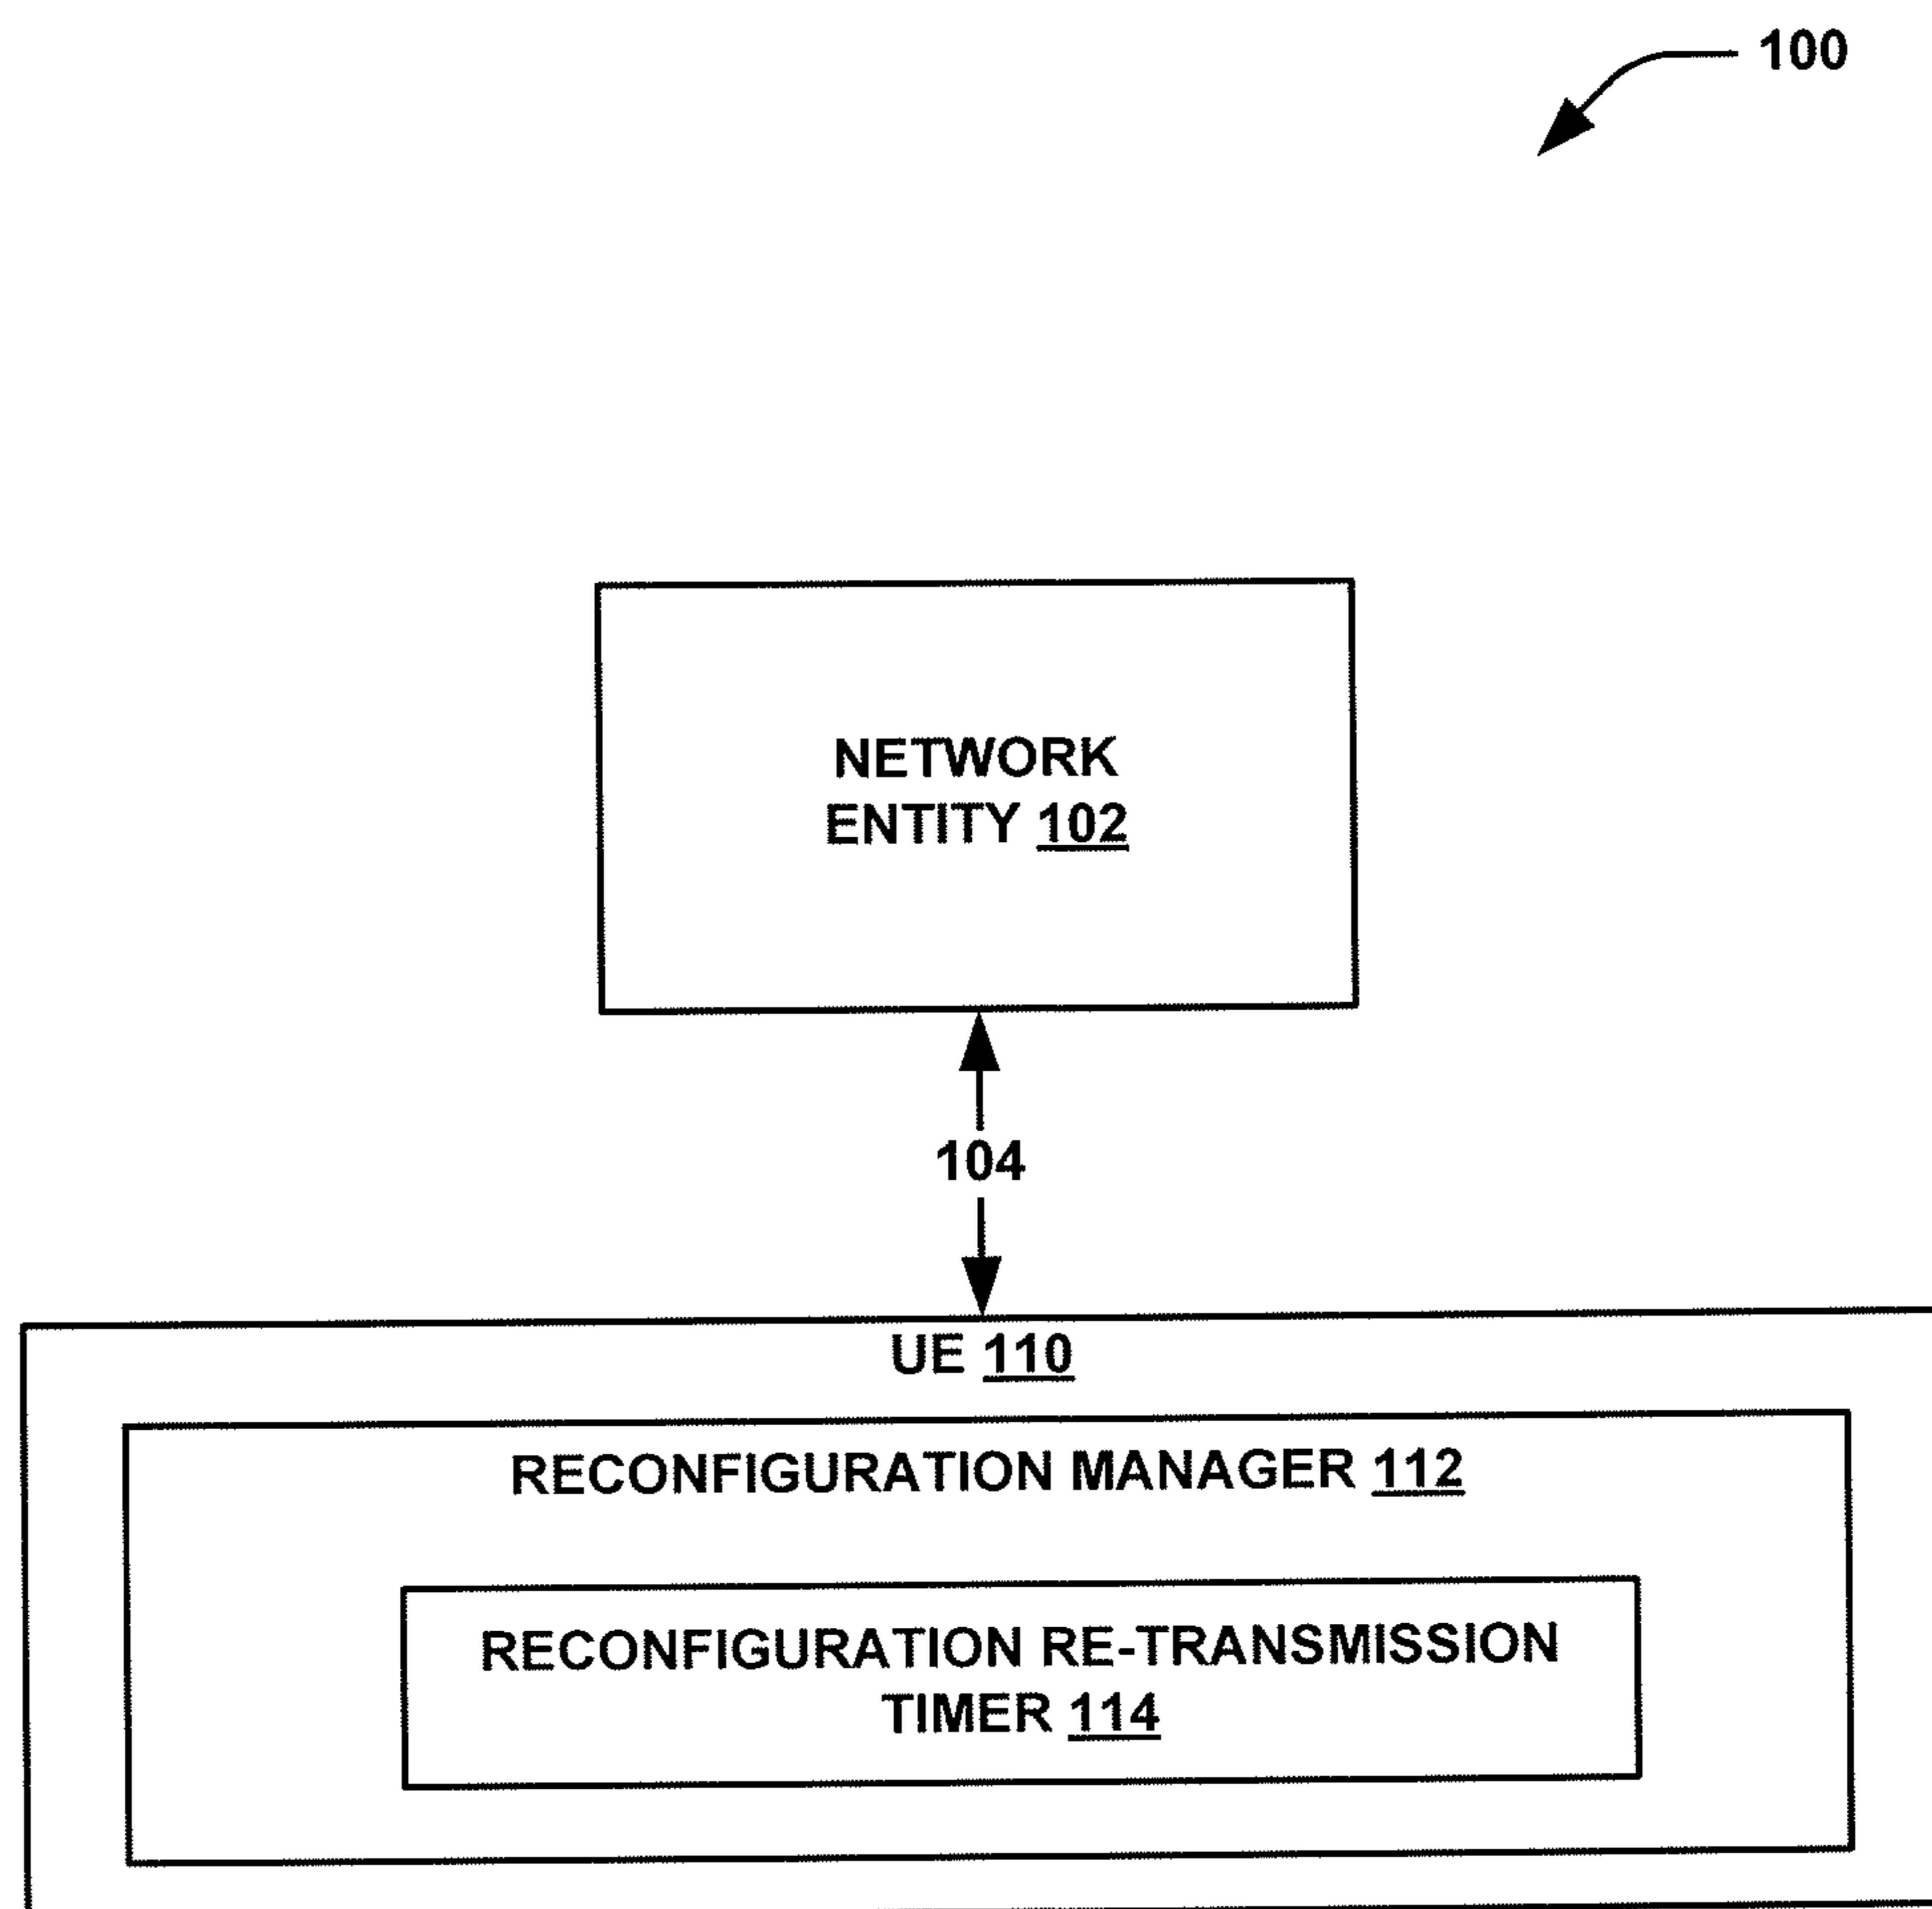 100
NETWORK
ENTITY 102
104
UE 110
RECONFIGURATION MANAGER 112
RECONFIGURATION RE-TRANSMISSION
TIMER 114